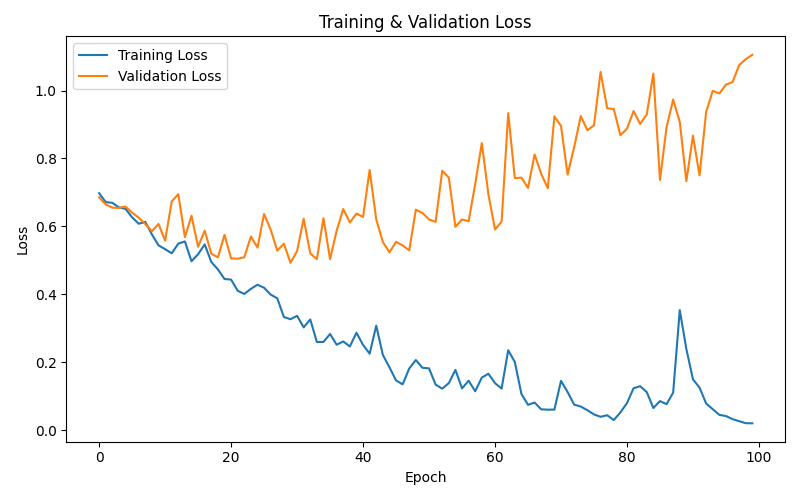 Training & Validation Loss
Training Loss
Validation Loss
Loss
1.0
0.8
0.6
0.4
0.2
0.0
0 20 40 60 80 100
Epoch